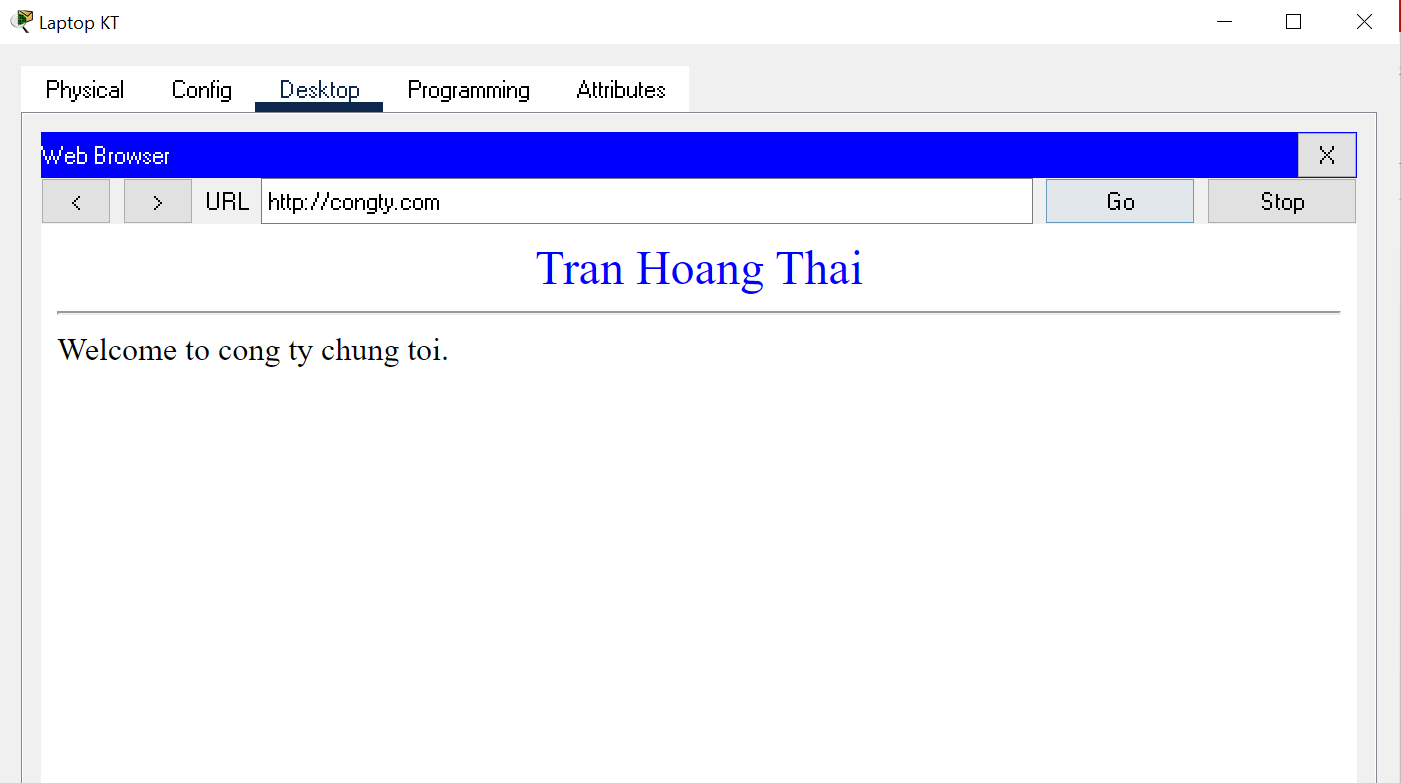 Laptop KT
Physical Config Desktop Programming Attributes
Web Browser X
< > URL http://congty.com Go Stop
Tran Hoang Thai
Welcome to cong ty chung toi.